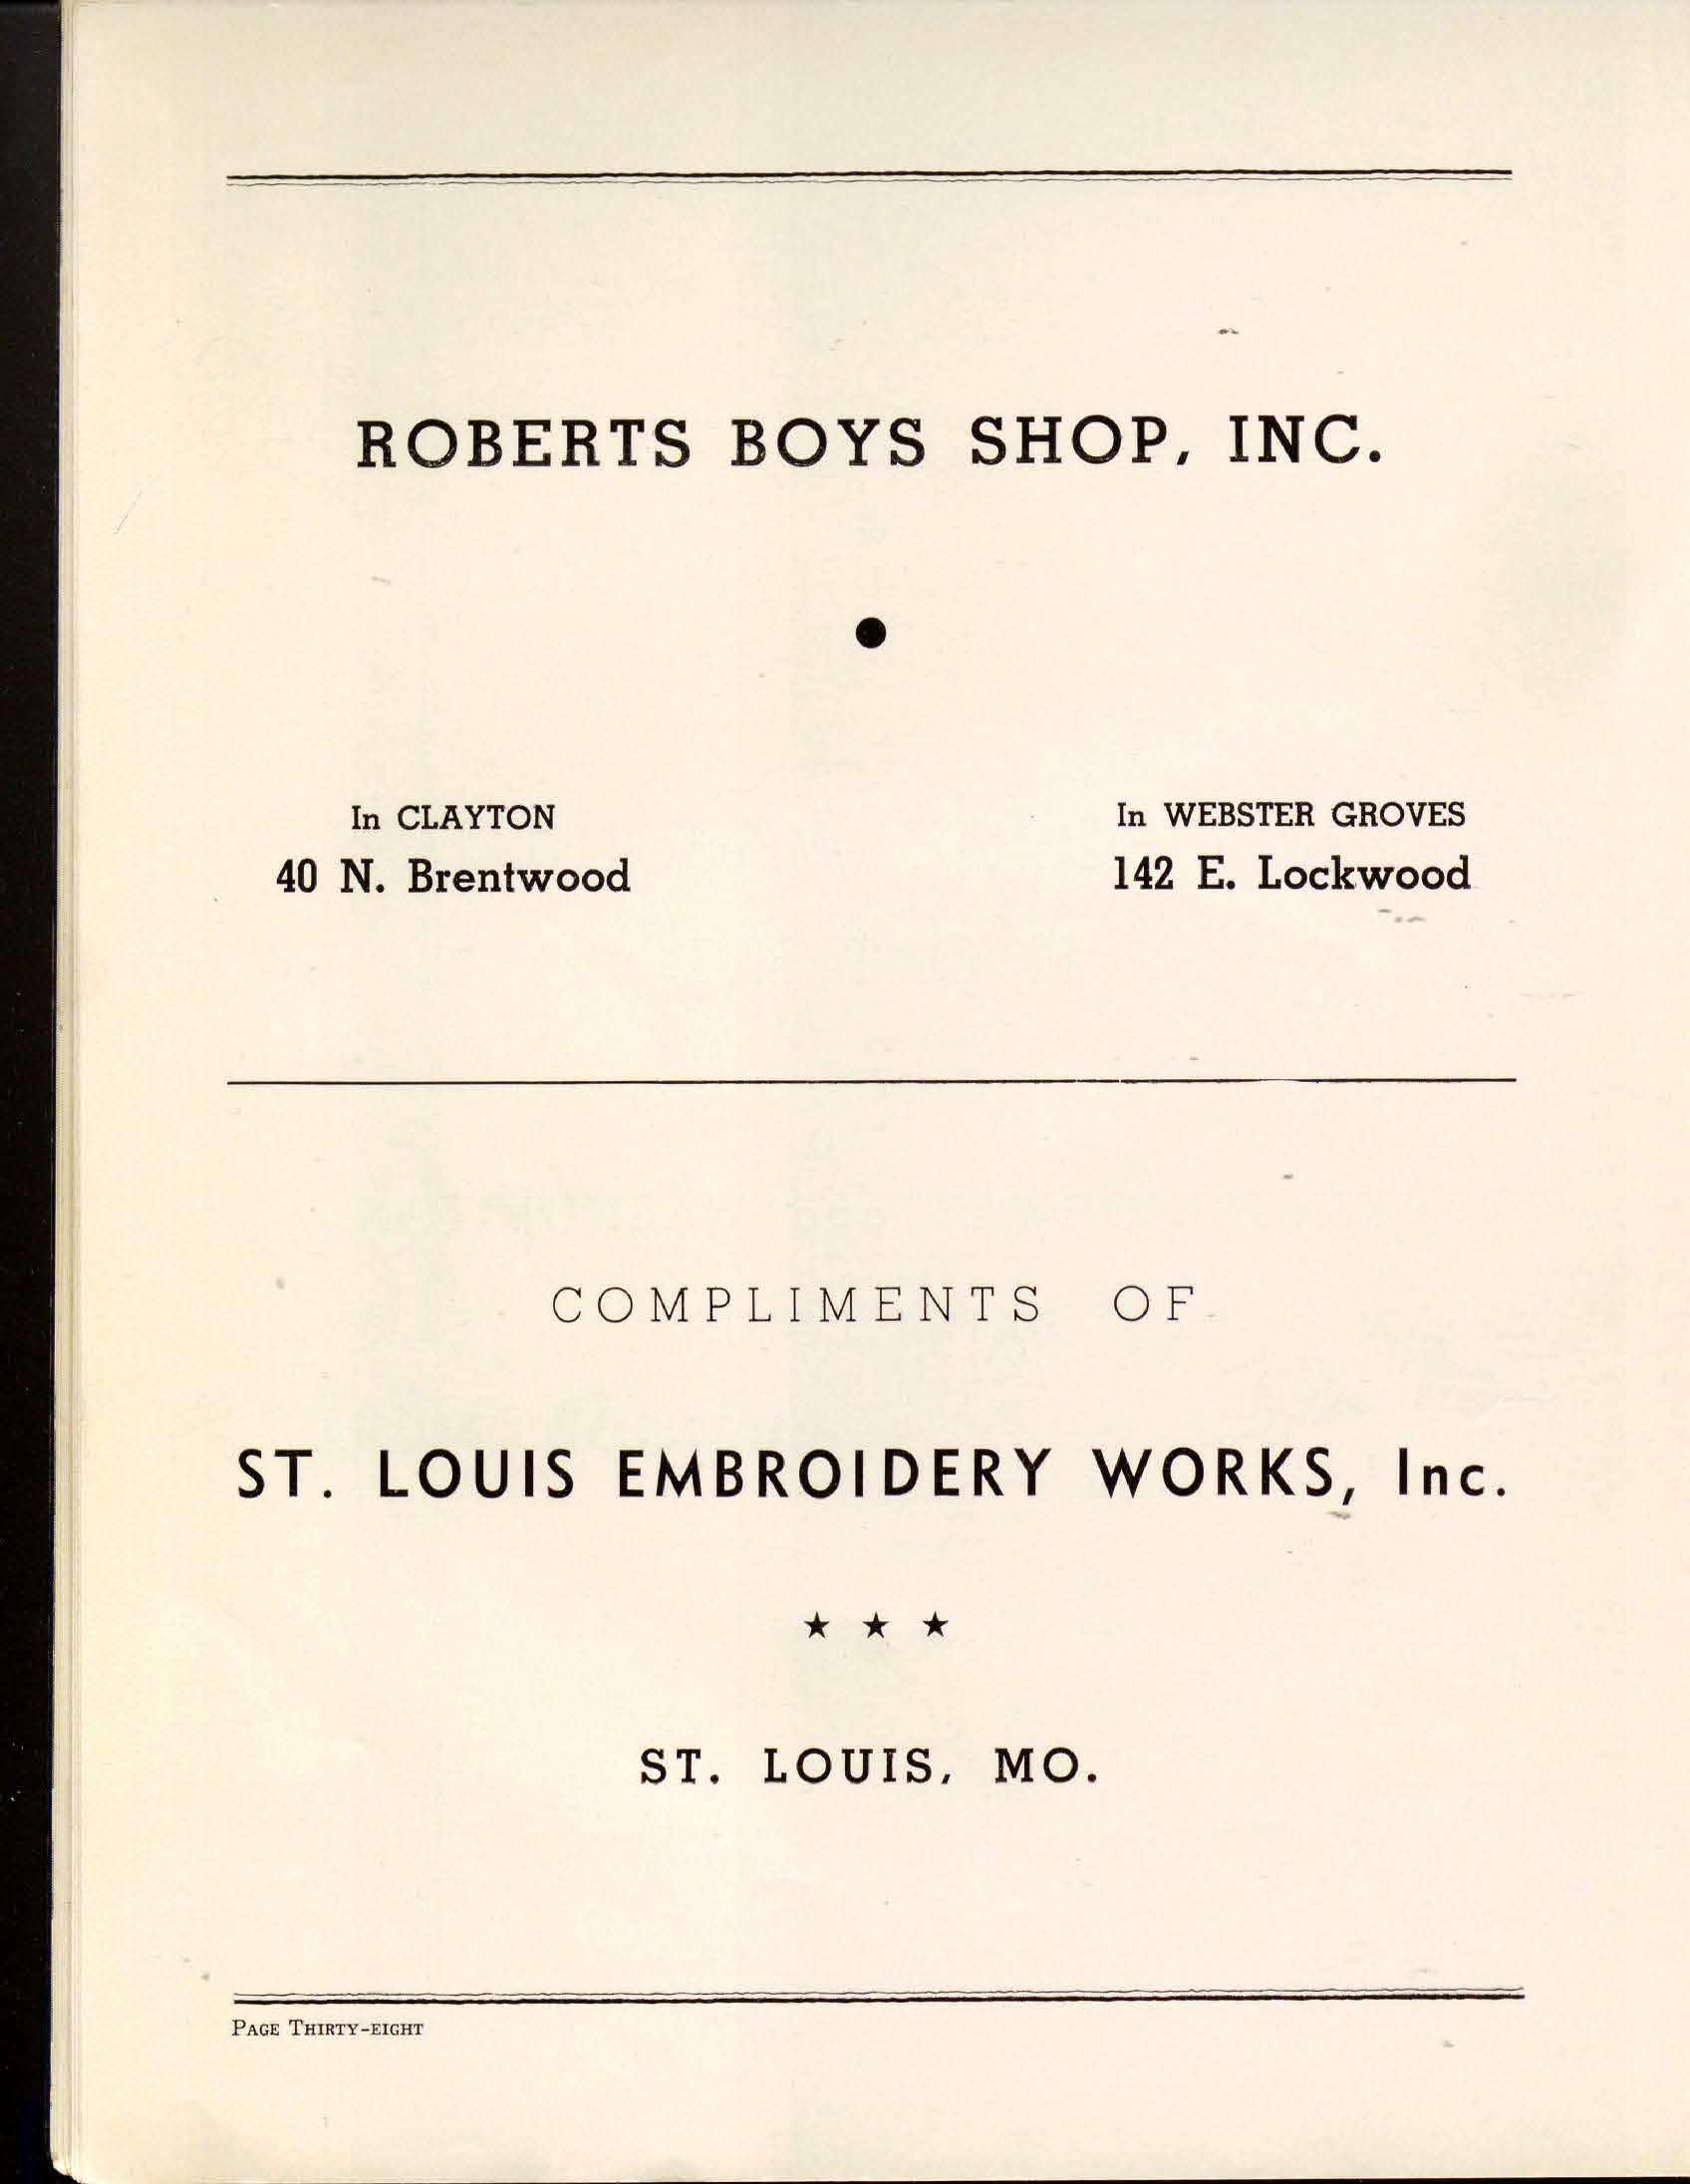 ROBERTS BOYS SHOP, INC.
●
In CLAYTON
40 N. Brentwood
In WEBSTER GROVES
142 E. Lockwood
COMPLIMENTS OF
ST. LOUIS EMBROIDERY WORKS, Inc.
★ ★ ★
ST. LOUIS, MO.
PAGE THIRTY-EIGHT